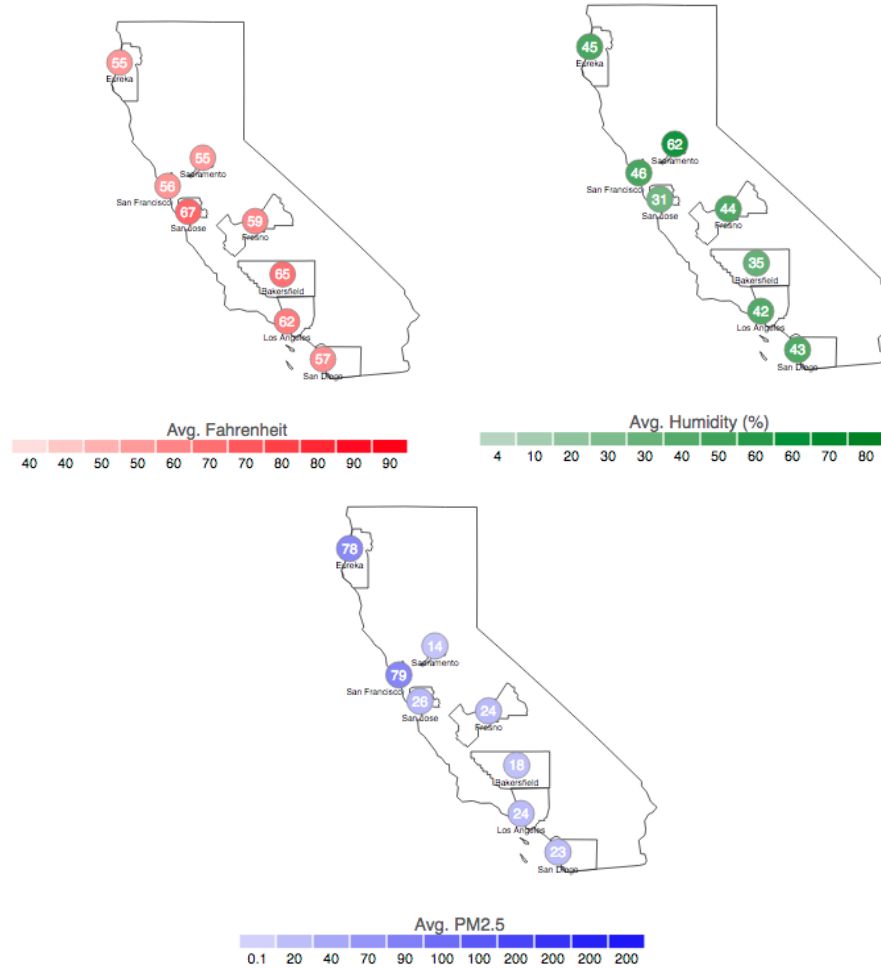 55
Eureka
55
Sacramento
56
San Francisco
67
San Jose
59
Fresno
65
Bakersfield
62
Los Angeles
57
San Diego
Avg. Fahrenheit
40 40 50 50 60 70 70 80 80 90 90
45
Eureka
62
Sacramento
46
San Francisco
31
San Jose
44
Fresno
35
Bakersfield
42
Los Angeles
43
San Diego
Avg. Humidity (%)
4 10 20 30 30 40 50 60 60 70 80
78
Eureka
14
Sacramento
79
San Francisco
26
San Jose
24
Fresno
18
Bakersfield
24
Los Angeles
23
San Diego
Avg. PM2.5
0.1 20 40 70 90 100 100 200 200 200 200